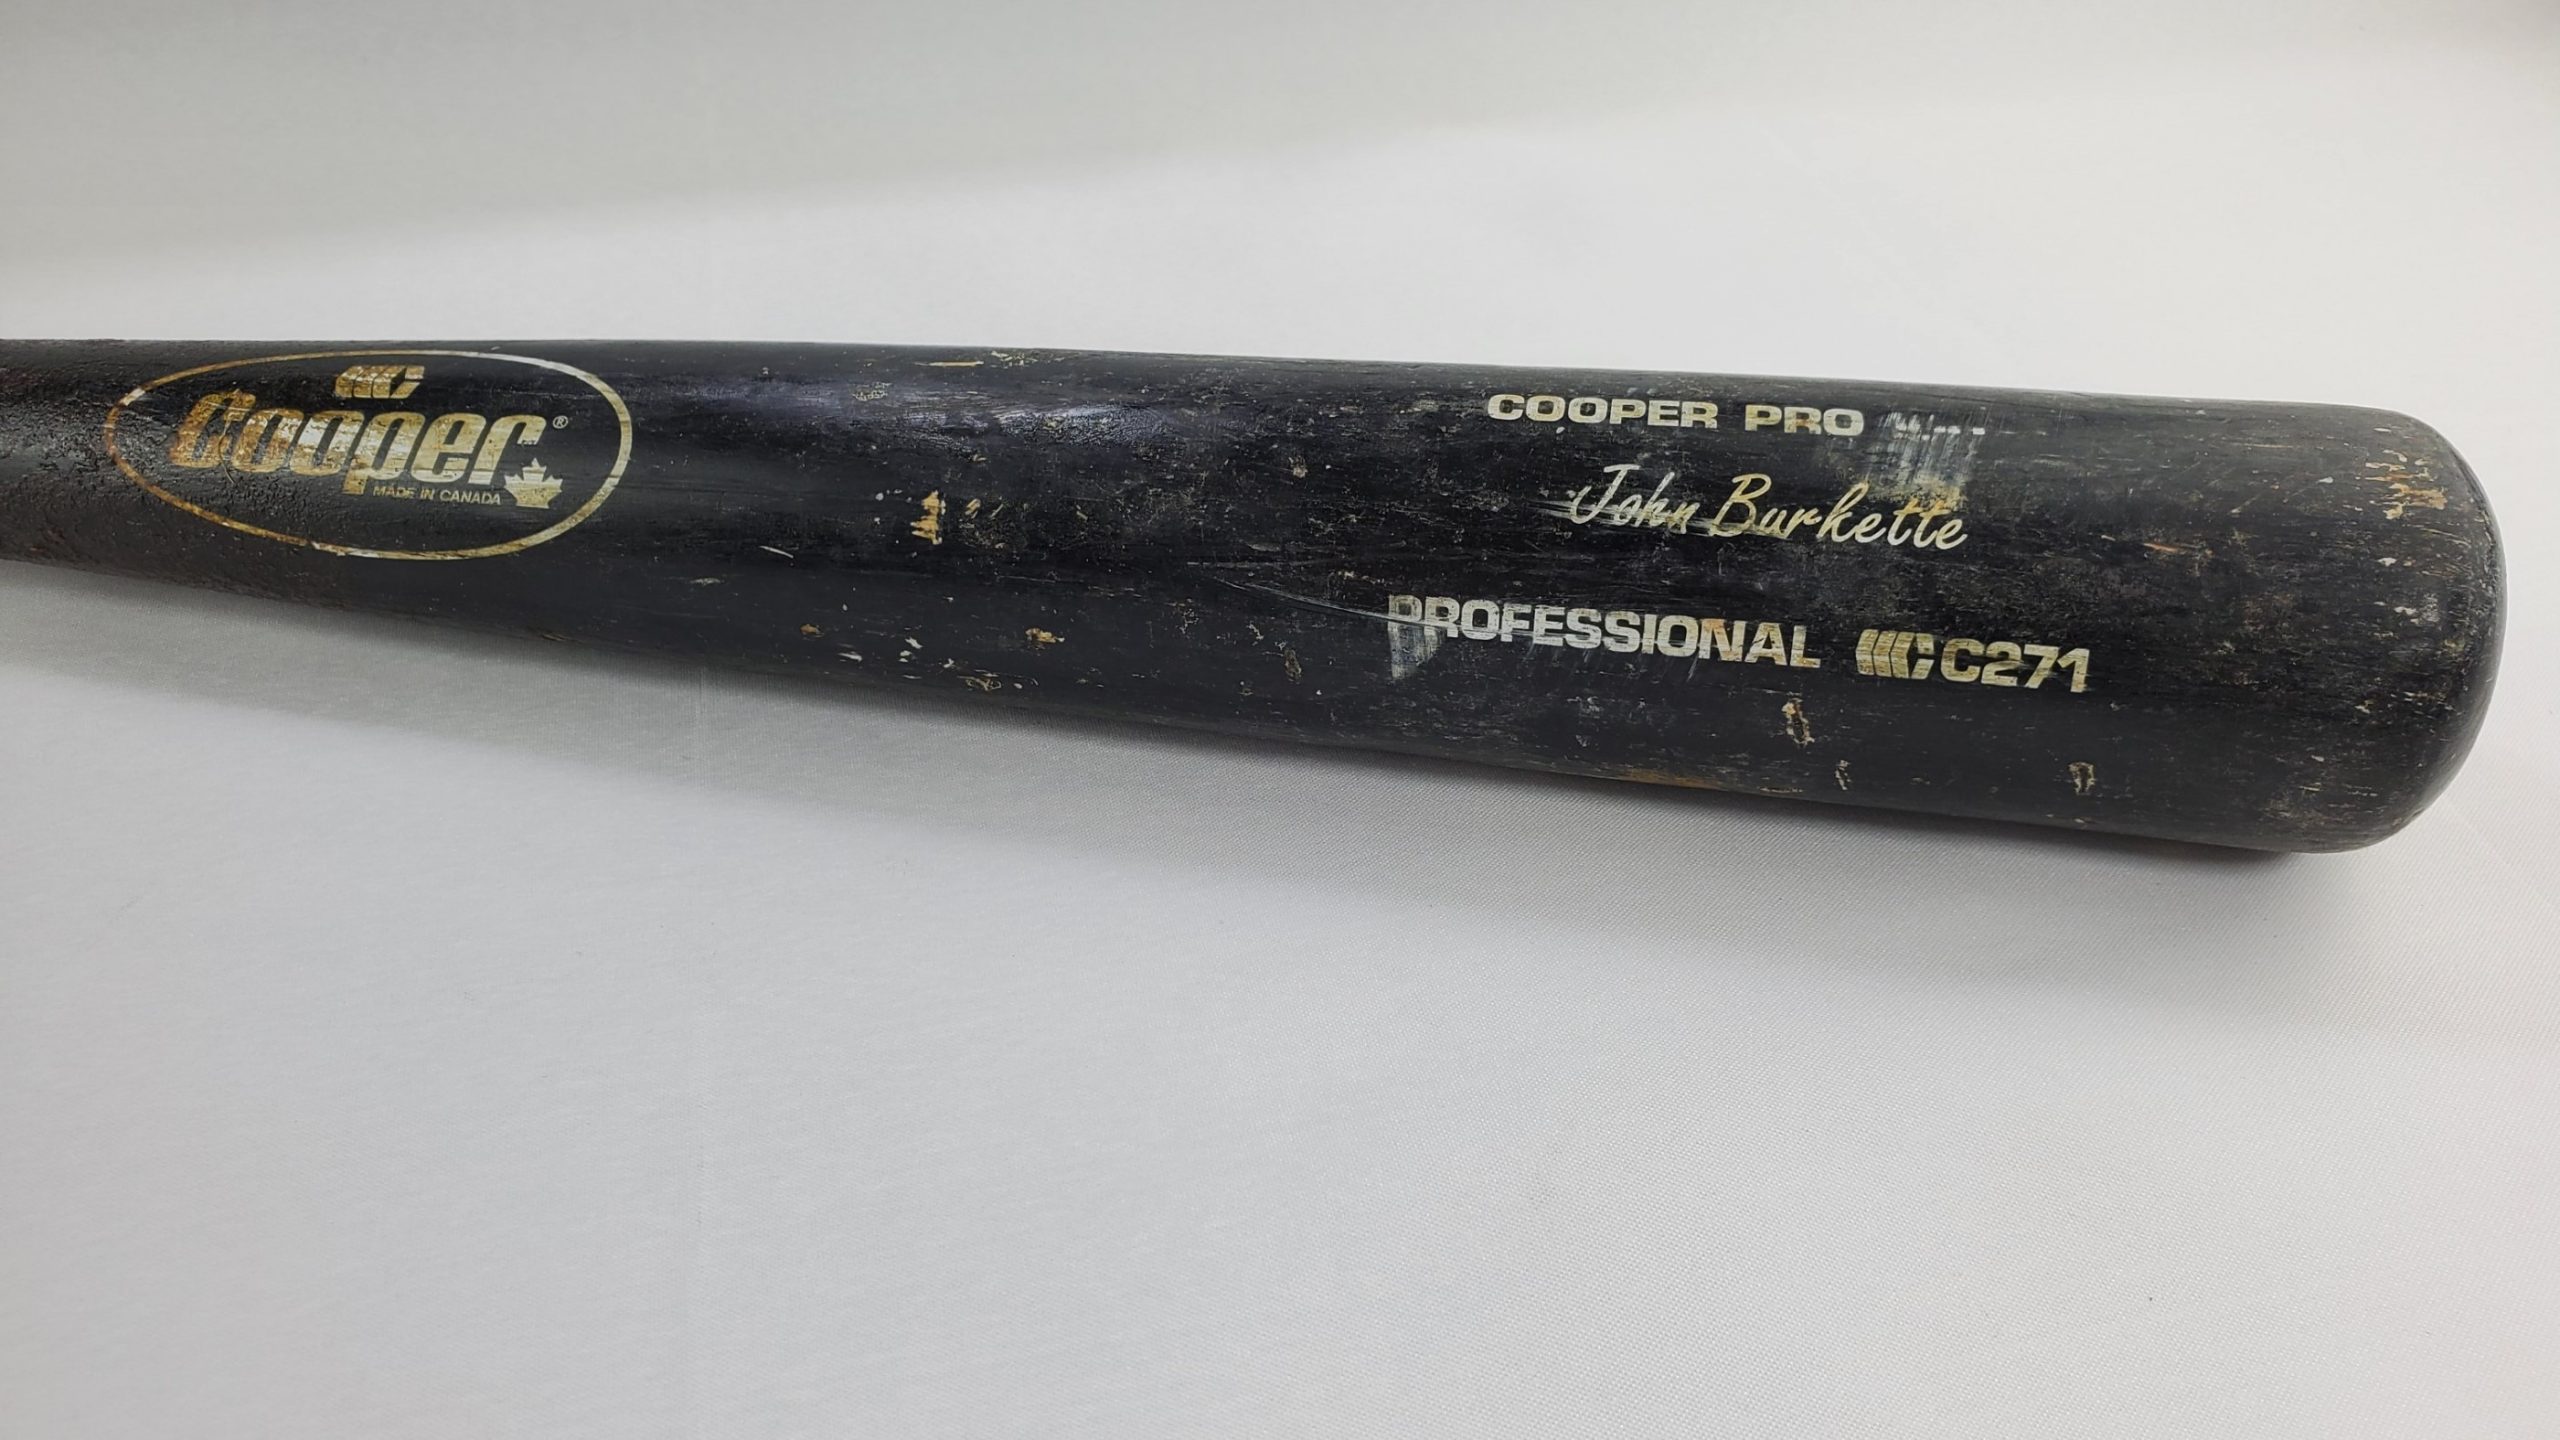 Cooper®
MADE IN CANADA
COOPER PRO
John Burkette
PROFESSIONAL C C271